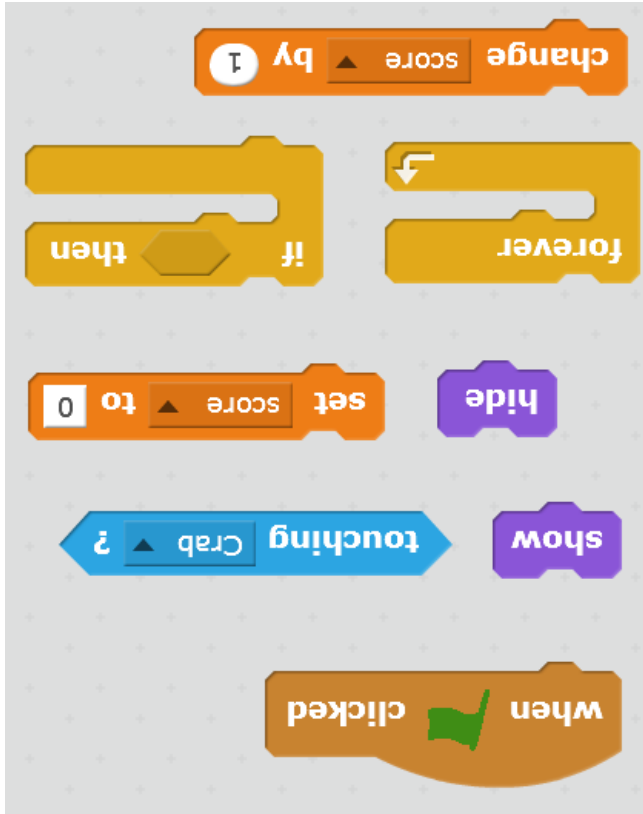 when clicked
show
touching Crab ?
hide
set score to 0
forever
if then
change score by 1